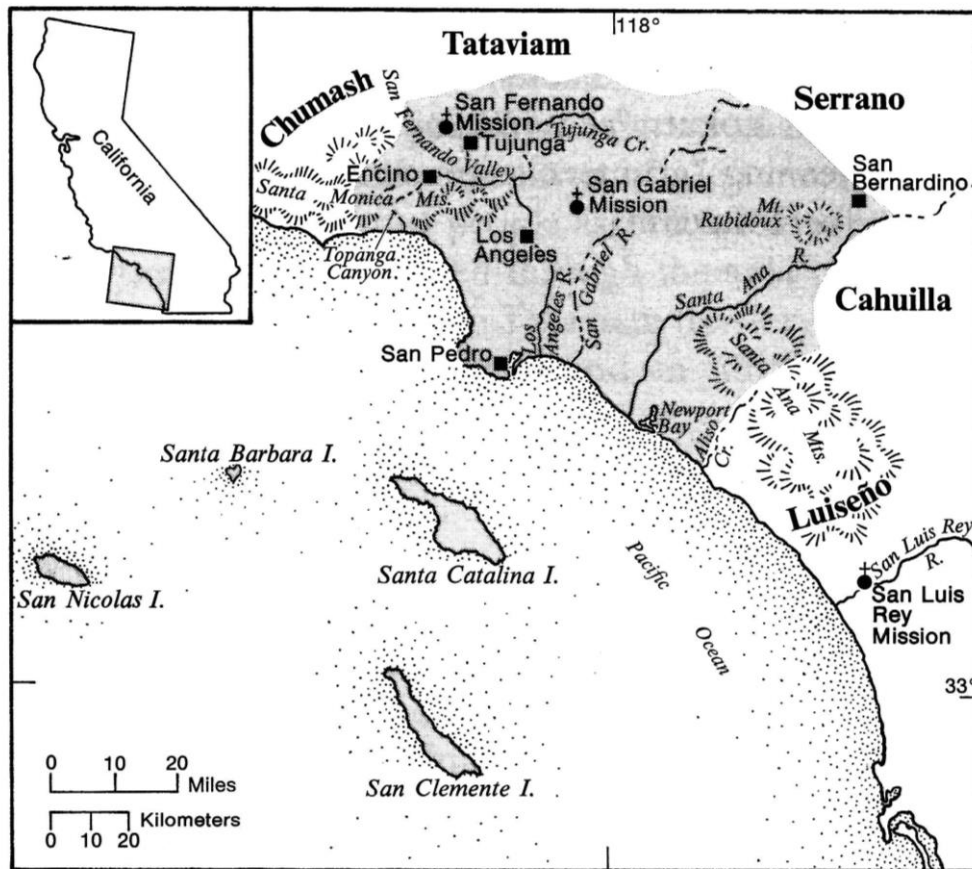 118°
Tataviam
Chumash
Serrano
California
San Fernando
Mission
Tujunga
Tujunga Cr.
San Fernando Valley
Encino
San Gabriel
Mission
San
Bernardino
Santa Monica Mts.
Mt.
Rubidoux
Topanga
Canyon
Los
Angeles
Los Angeles R.
San Gabriel R.
Santa Ana R.
Cahuilla
San Pedro
Santa Ana Mts.
Newport
Bay
Aliso Cr.
Santa Barbara I.
Luiseño
San Luis Rey R.
Santa Catalina I.
San Nicolas I.
Pacific Ocean
San Luis
Rey
Mission
33°
San Clemente I.
0 10 20
Miles
Kilometers
0 10 20